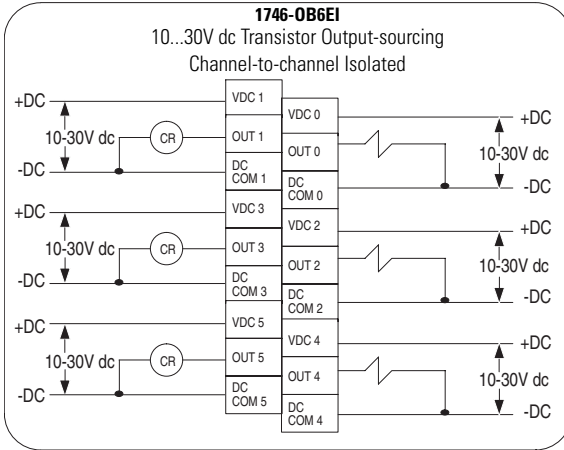 1746-OB6EI
10...30V dc Transistor Output-sourcing
Channel-to-channel Isolated
+DC
10-30V dc
-DC
CR
VDC 1
OUT 1
DC
COM 1
VDC 0
OUT 0
DC
COM 0
+DC
10-30V dc
-DC
+DC
10-30V dc
-DC
CR
VDC 3
OUT 3
DC
COM 3
VDC 2
OUT 2
DC
COM 2
+DC
10-30V dc
-DC
+DC
10-30V dc
-DC
CR
VDC 5
OUT 5
DC
COM 5
VDC 4
OUT 4
DC
COM 4
+DC
10-30V dc
-DC